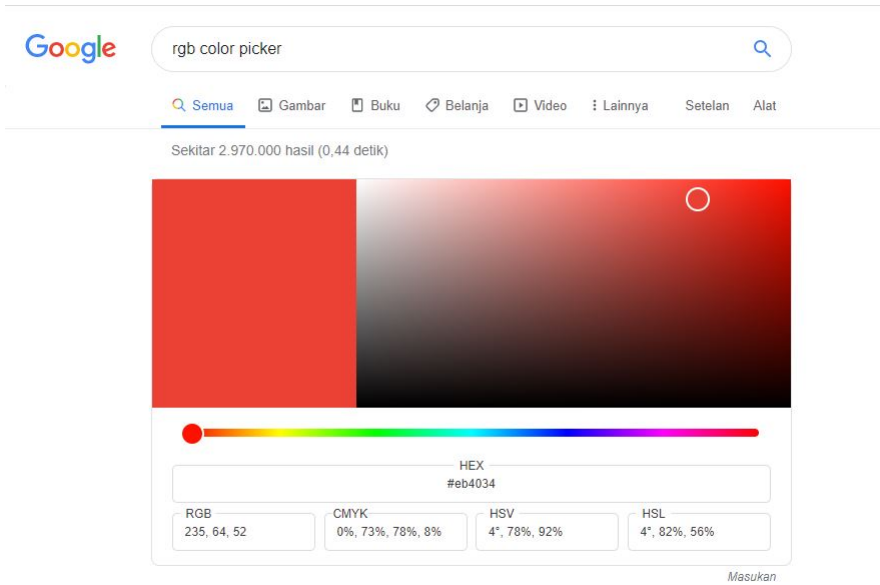 Google
rgb color picker
Semua Gambar Buku Belanja Video Lainnya Setelan Alat
Sekitar 2.970.000 hasil (0,44 detik)
HEX
#eb4034
RGB CMYK HSV HSL
235, 64, 52 0%, 73%, 78%, 8% 4°, 78%, 92% 4°, 82%, 56%
Masukan